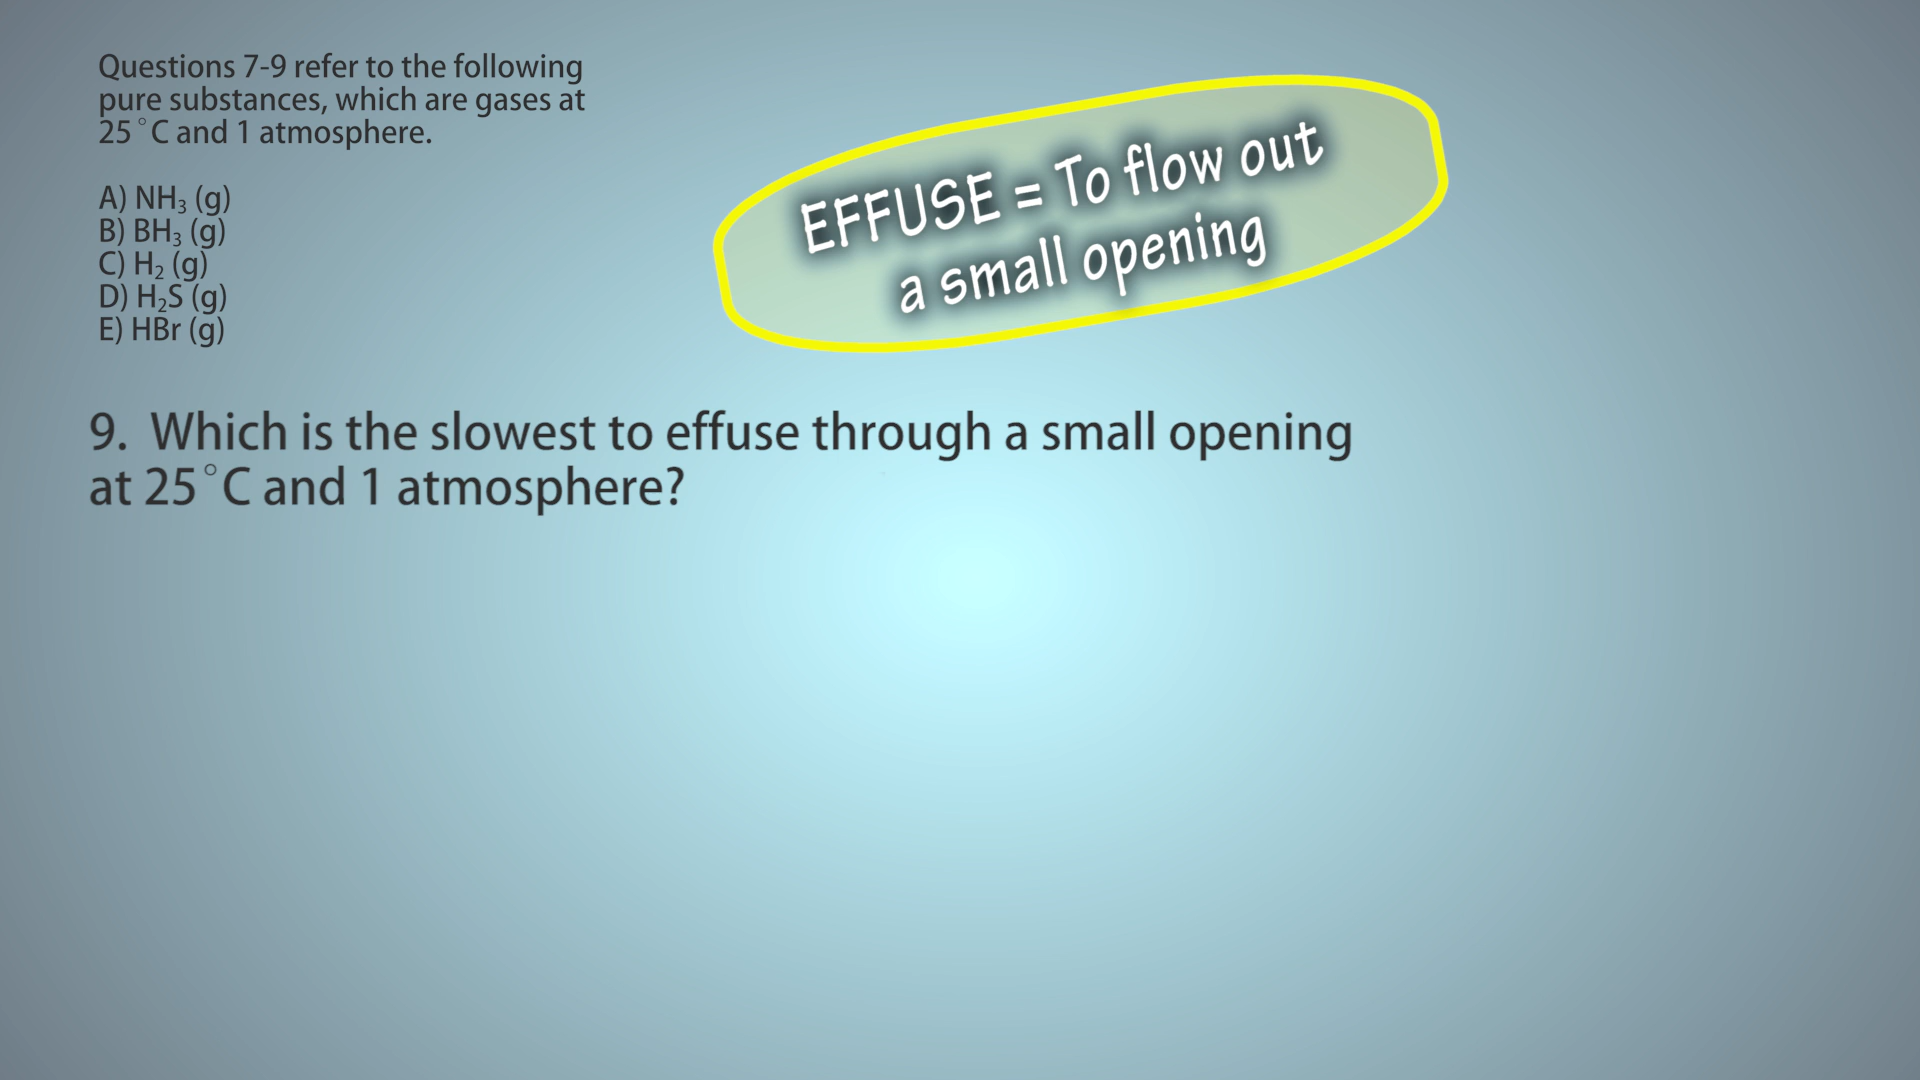 Questions 7-9 refer to the following
pure substances, which are gases at
25°C and 1 atmosphere.
A) NH₃ (g)
B) BH₃ (g)
C) H₂ (g)
D) H₂S (g)
E) HBr (g)
EFFUSE = To flow out
a small opening
9. Which is the slowest to effuse through a small opening
at 25°C and 1 atmosphere?